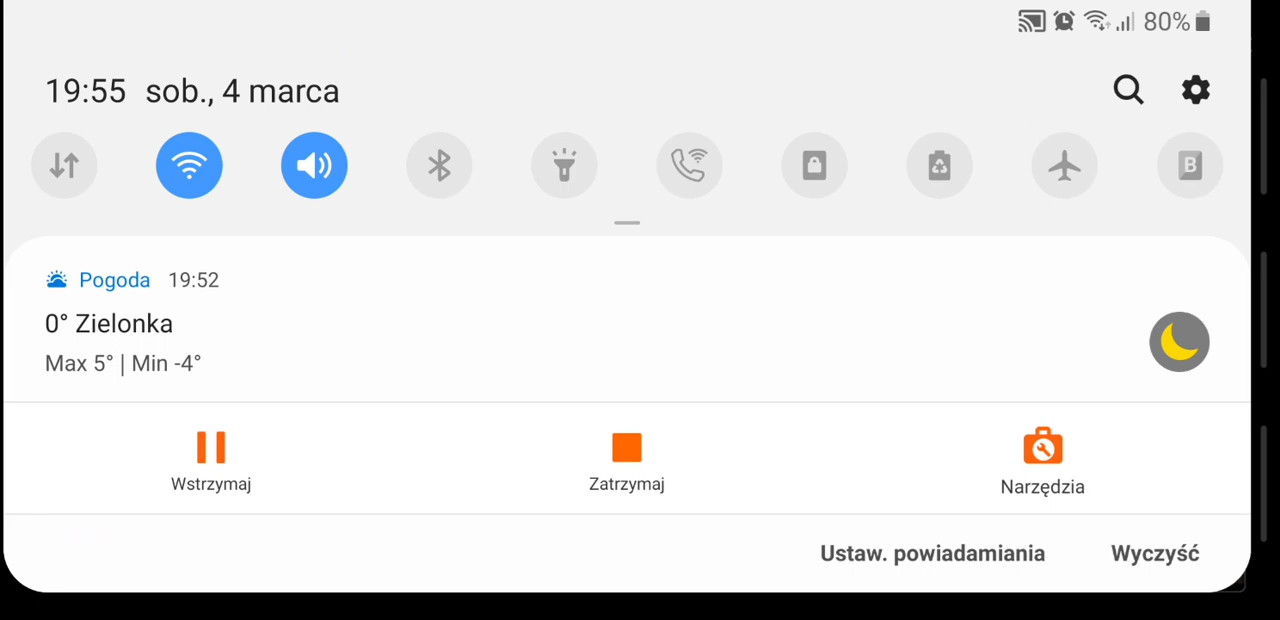 80%
19:55 sob., 4 marca
B
Pogoda 19:52
0° Zielonka
Max 5° | Min -4°
Wstrzymaj
Zatrzymaj
Narzędzia
Ustaw. powiadamiania
Wyczyść